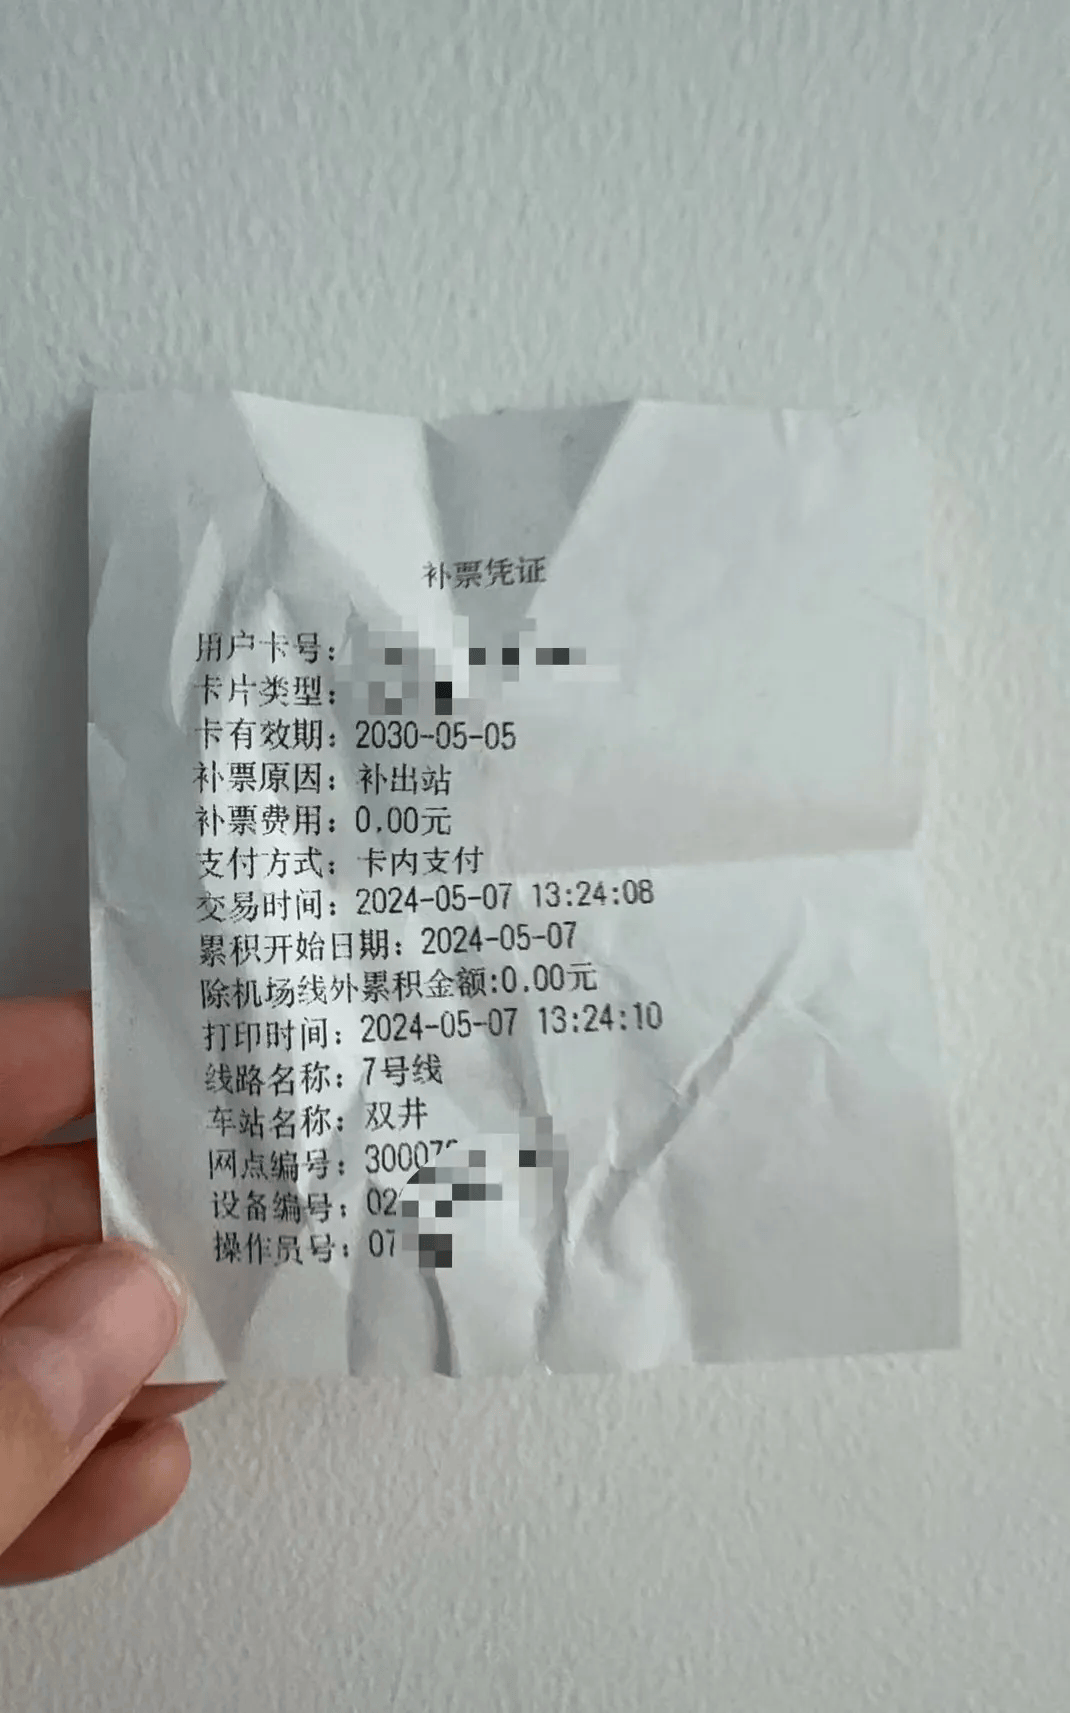 补票凭证
用户卡号:
卡片类型:
卡有效期: 2030-05-05
补票原因: 补出站
补票费用: 0.00元
支付方式: 卡内支付
交易时间: 2024-05-07 13:24:08
累积开始日期: 2024-05-07
除机场线外累积金额:0.00元
打印时间: 2024-05-07 13:24:10
线路名称: 7号线
车站名称: 双井
网点编号: 30007
设备编号: 02
操作员号: 07